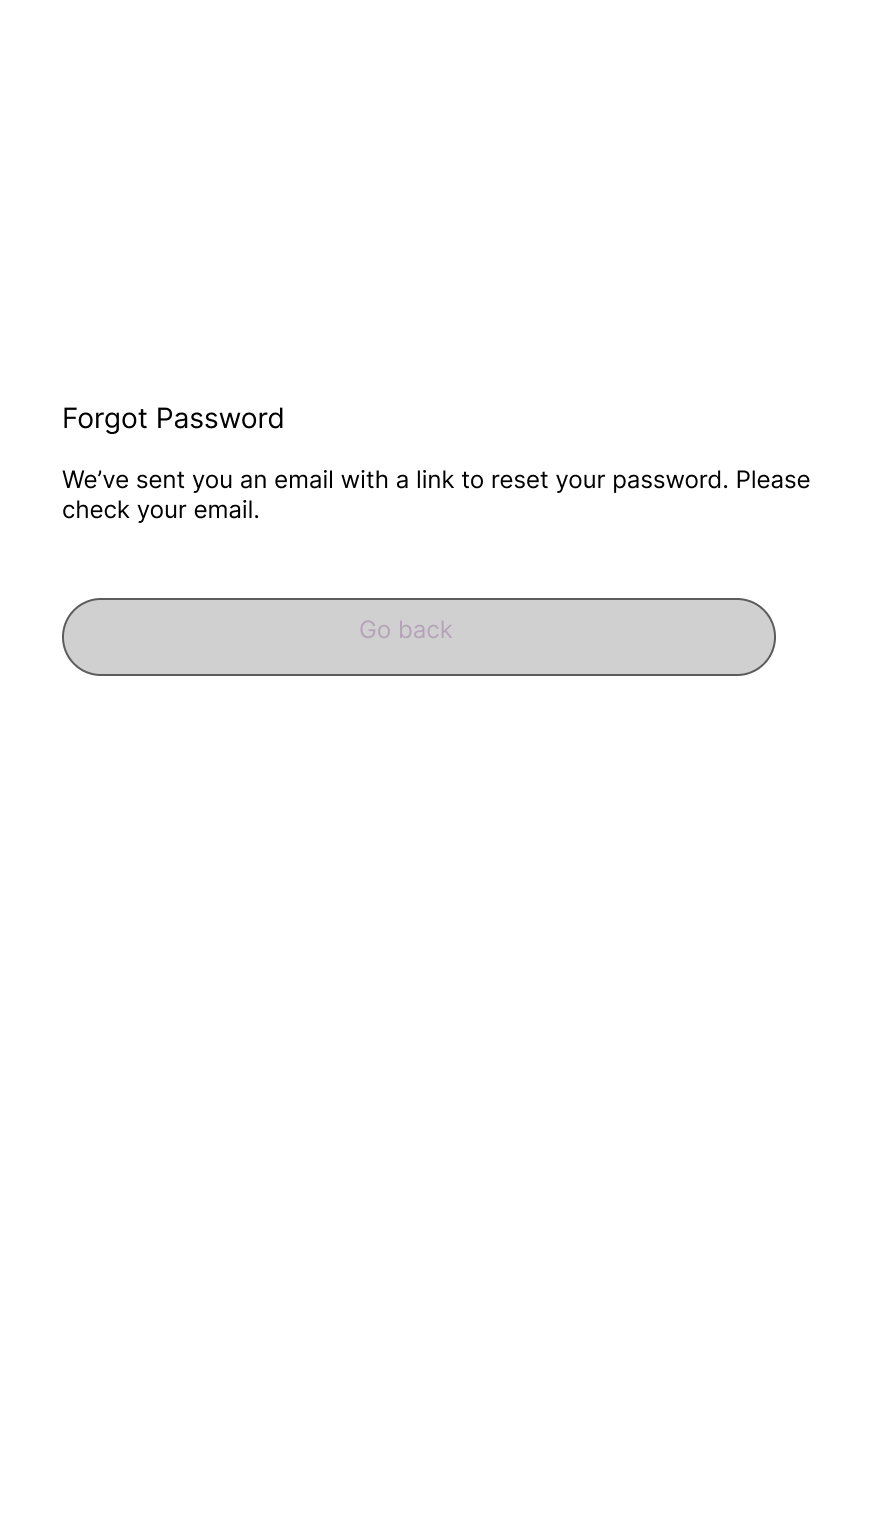 Forgot Password
We’ve sent you an email with a link to reset your password. Please
check your email.
Go back